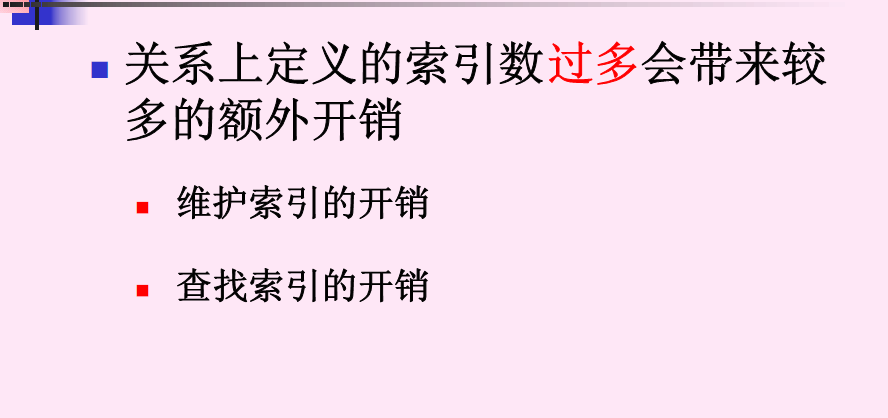 关系上定义的索引数过多会带来较
多的额外开销
维护索引的开销
查找索引的开销